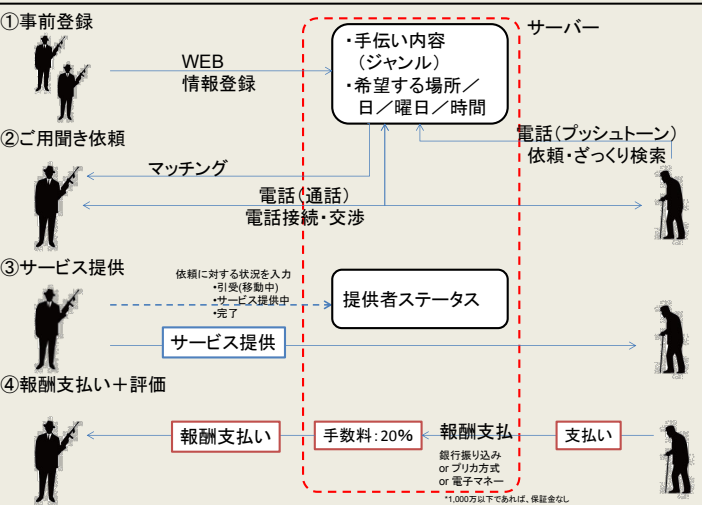 ①事前登録
サーバー
・手伝い内容
（ジャンル）
・希望する場所／
日／曜日／時間
WEB
情報登録
②ご用聞き依頼
電話（プッシュトーン）
依頼・ざっくり検索
マッチング
電話（通話）
電話接続・交渉
③サービス提供
依頼に対する状況を入力
・引受(移動中)
・サービス提供中
・完了
提供者ステータス
サービス提供
④報酬支払い＋評価
報酬支払い
手数料：20%
報酬支払
支払い
銀行振り込み
or プリカ方式
or 電子マネー
*1,000万以下であれば、保証金なし